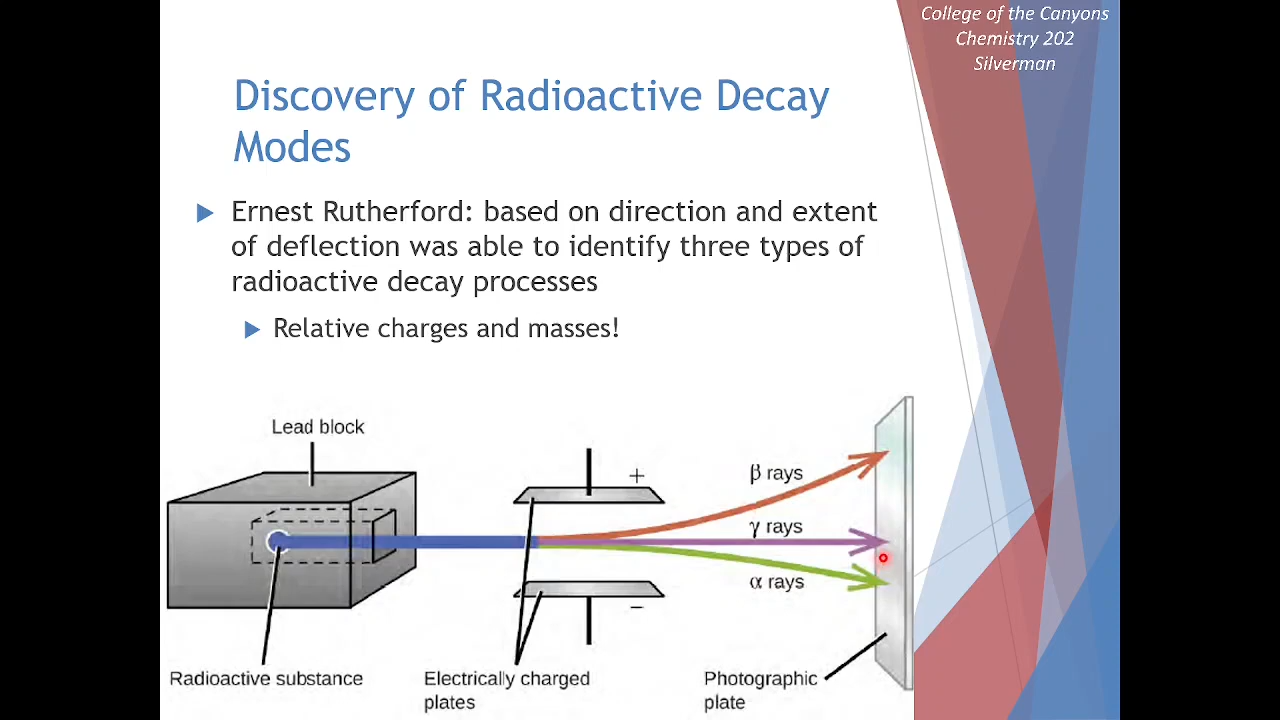 College of the Canyons
Chemistry 202
Silverman
Discovery of Radioactive Decay
Modes
Ernest Rutherford: based on direction and extent
of deflection was able to identify three types of
radioactive decay processes
Relative charges and masses!
Lead block
+
β rays
γ rays
α rays
−
Radioactive substance
Electrically charged
plates
Photographic
plate